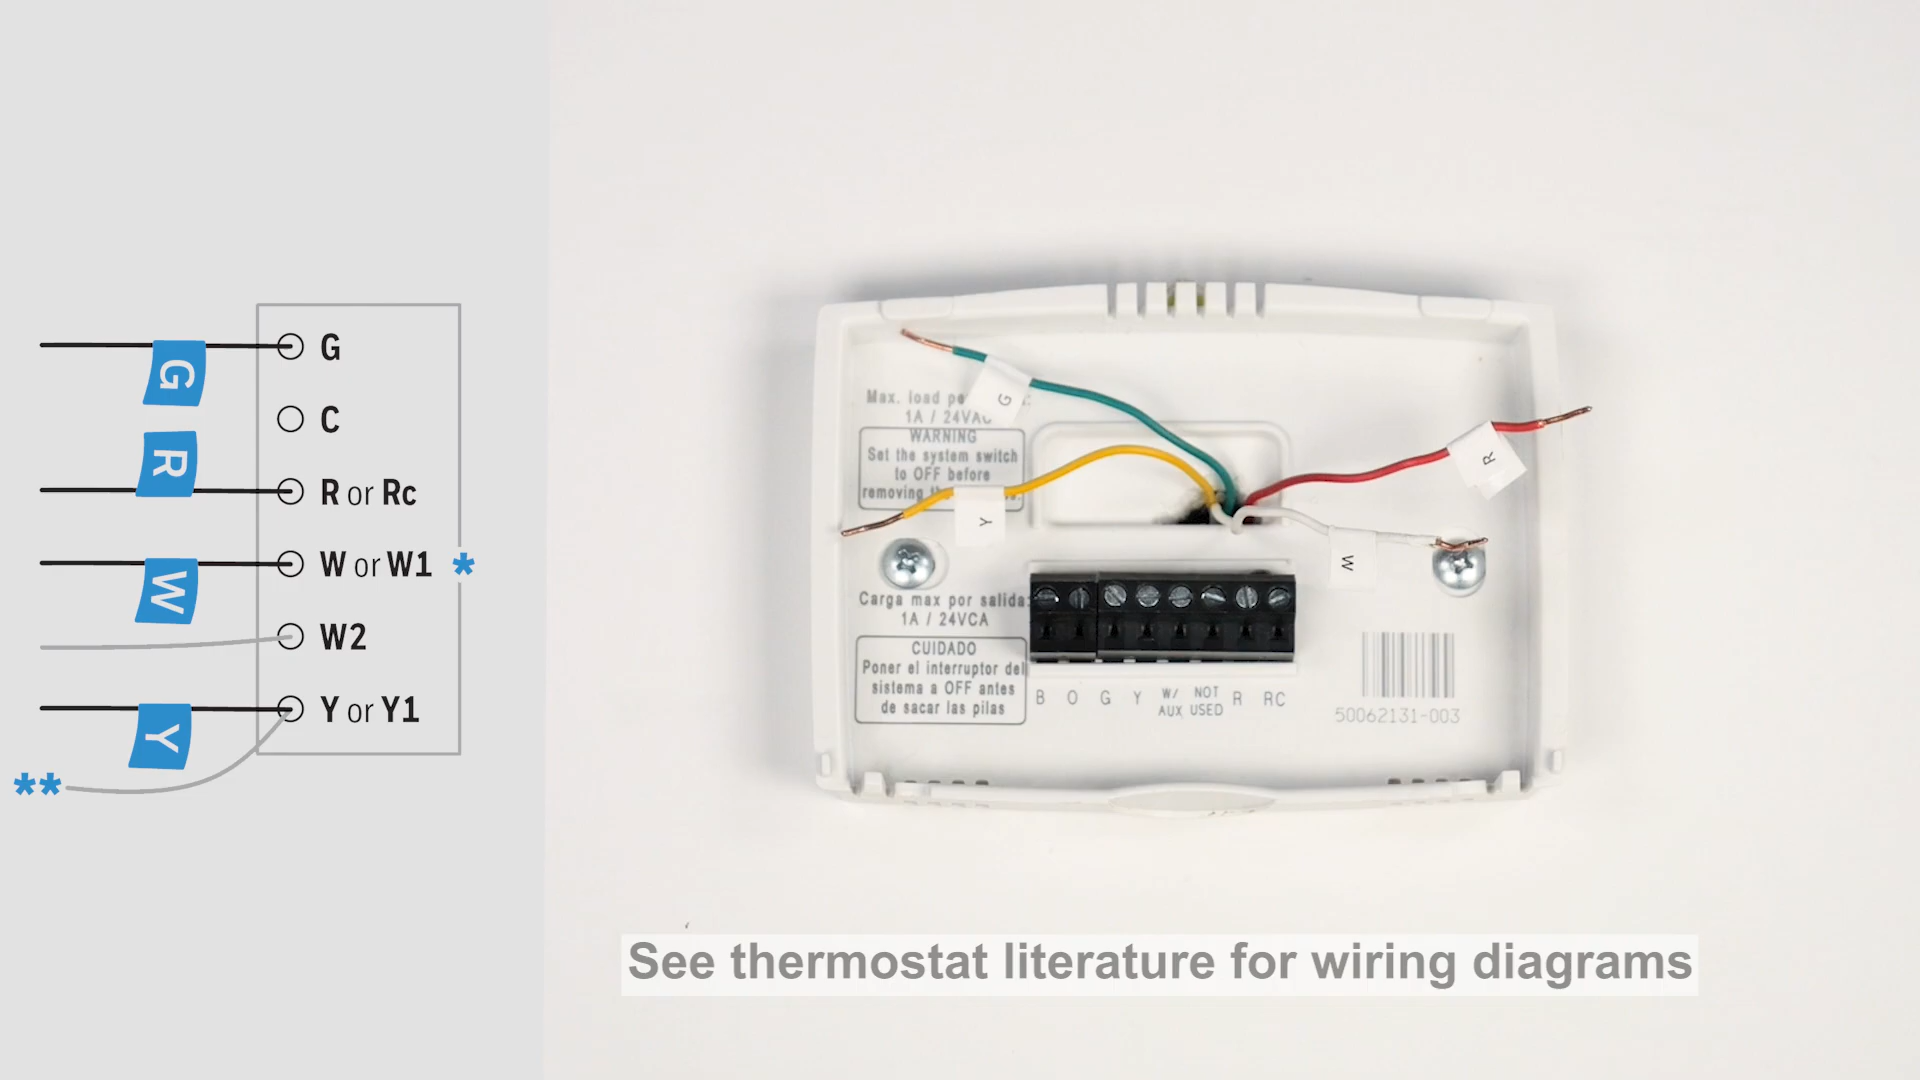 G
G
C
R
R or Rc
W
W or W1 *
W2
Y
Y or Y1
**
G
R
Y
W
1A / 24VAC
WARNING
Set the system switch
to OFF before
removing
Carga max por salida:
1A / 24VCA
CUIDADO
Poner el interruptor del
sistema a OFF antes
de sacar las pilas
B O G Y W/ AUX NOT USED R RC
50062131-003
Max. load
See thermostat literature for wiring diagrams